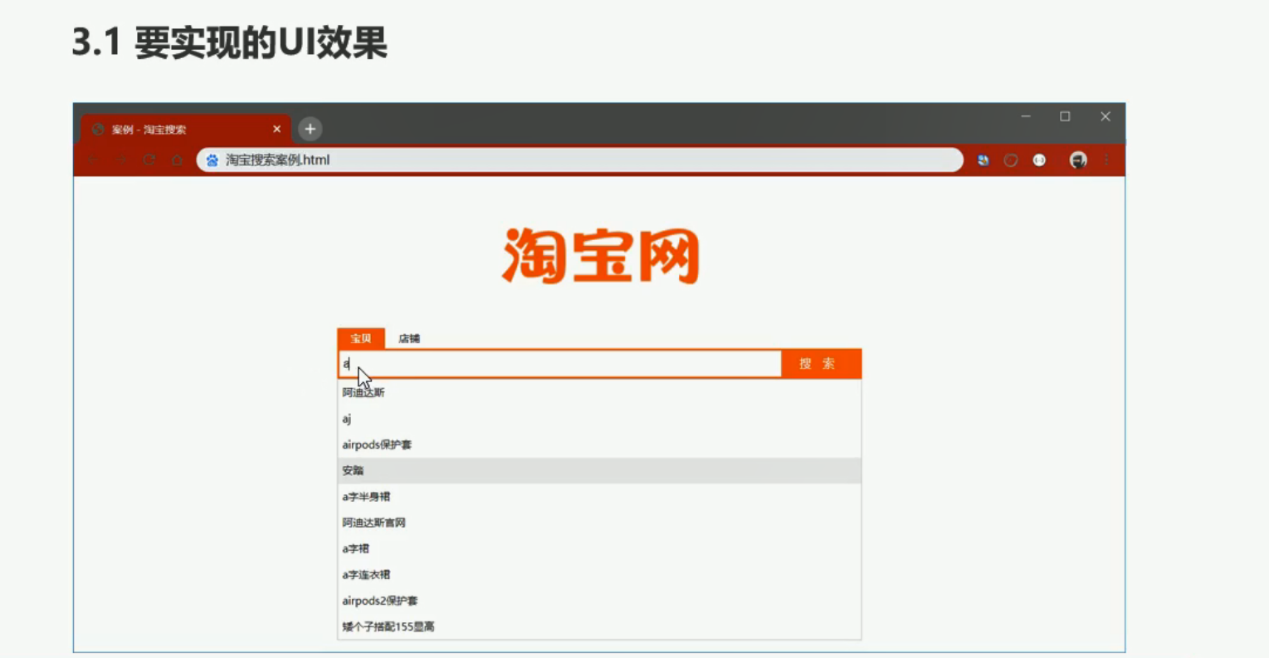 3.1 要实现的UI效果
案例 - 淘宝搜索
淘宝搜索案例.html
淘宝网
宝贝 店铺
a 搜 索
阿迪达斯
aj
airpods保护套
安踏
a字半身裙
阿迪达斯官网
a字裙
a字连衣裙
airpods2保护套
矮个子搭配155显高